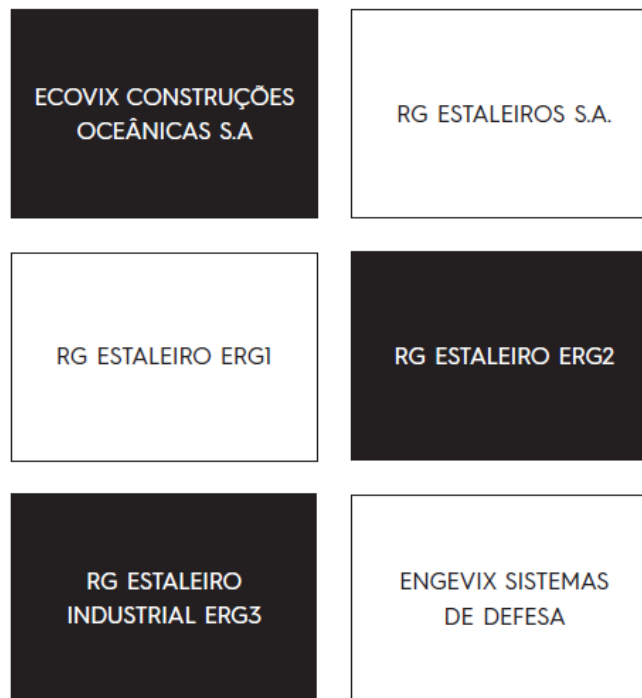 ECOVIX CONSTRUÇÕES
OCEÂNICAS S.A
RG ESTALEIROS S.A.
RG ESTALEIRO ERG1
RG ESTALEIRO ERG2
RG ESTALEIRO
INDUSTRIAL ERG3
ENGEVIX SISTEMAS
DE DEFESA